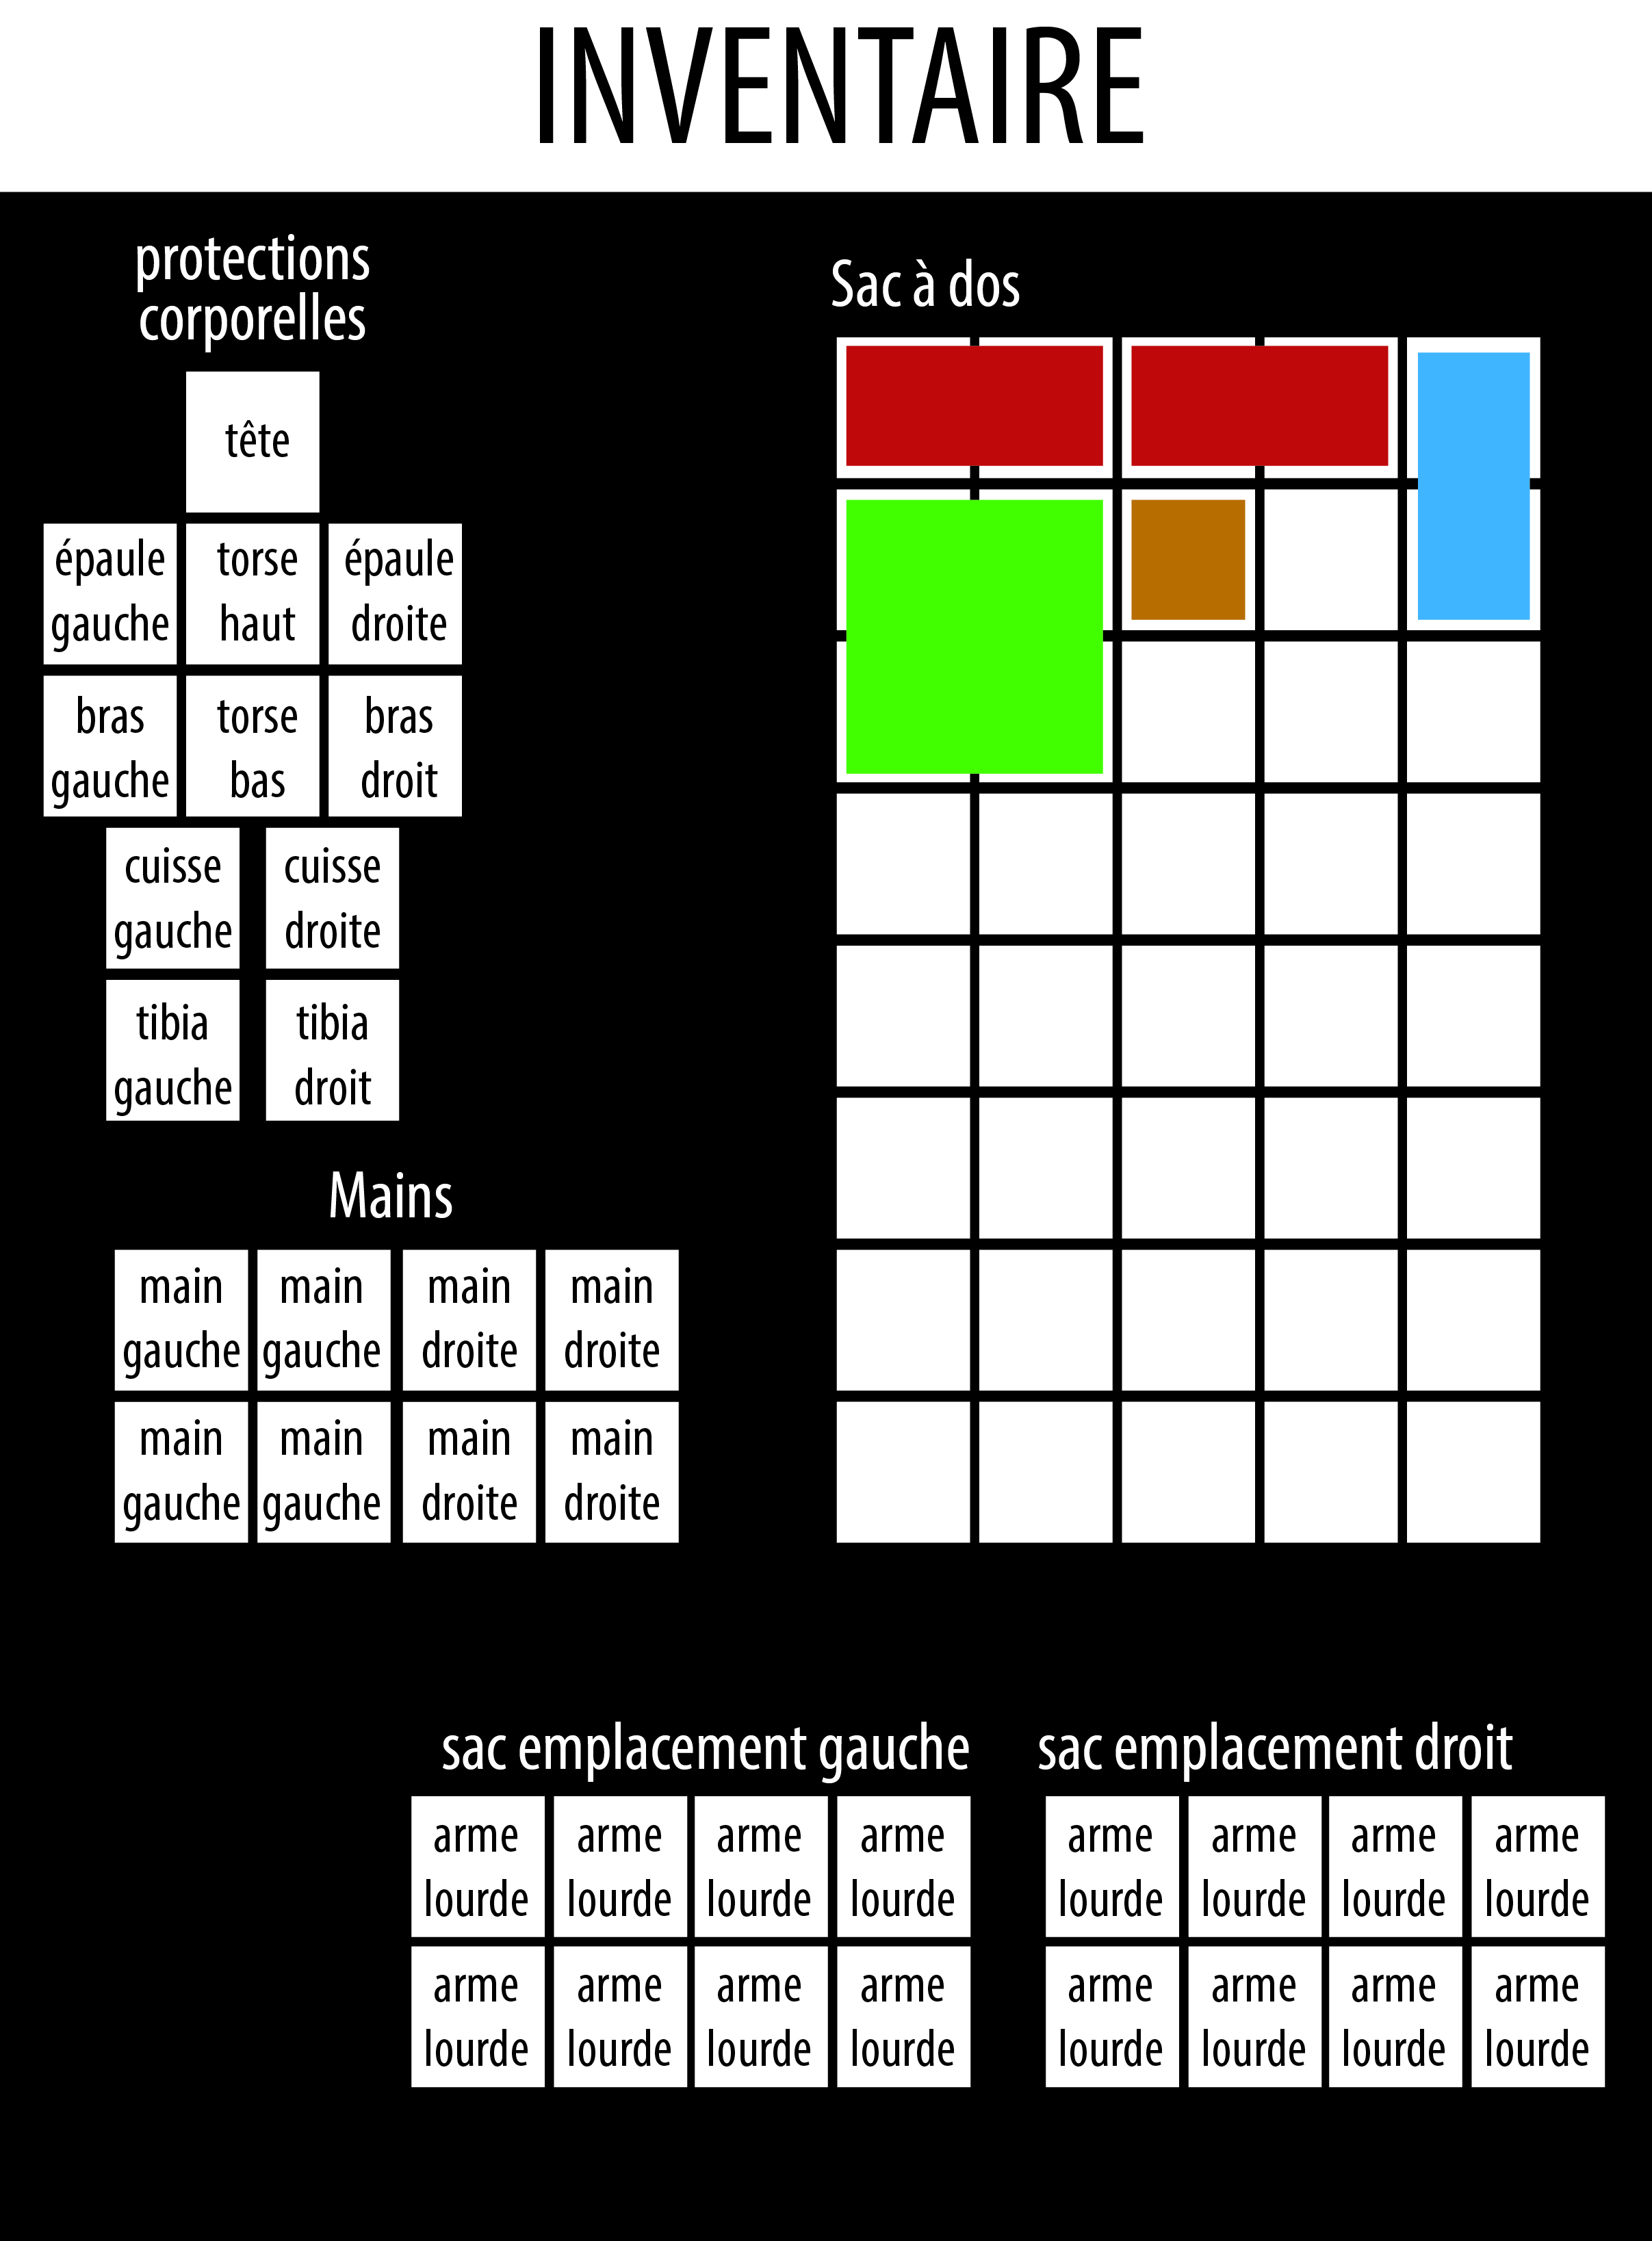 INVENTAIRE
protections
corporelles
tête
épaule gauche
torse haut
épaule droite
bras gauche
torse bas
bras droit
cuisse gauche
cuisse droite
tibia gauche
tibia droit
Mains
main gauche
main gauche
main droite
main droite
main gauche
main gauche
main droite
main droite
Sac à dos
sac emplacement gauche
arme lourde
arme lourde
arme lourde
arme lourde
arme lourde
arme lourde
arme lourde
arme lourde
sac emplacement droit
arme lourde
arme lourde
arme lourde
arme lourde
arme lourde
arme lourde
arme lourde
arme lourde